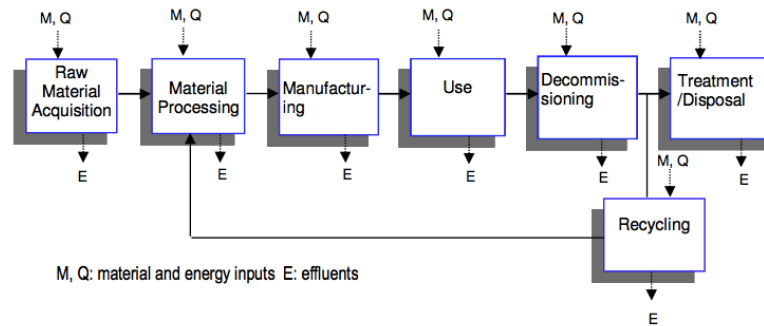 M, Q
M, Q
M, Q
M, Q
M, Q
M, Q
Raw
Material
Acquisition
Material
Processing
Manufactur-
ing
Use
Decommis-
sioning
Treatment
/Disposal
E
E
E
E
E
E
M, Q
Recycling
E
M, Q: material and energy inputs E: effluents